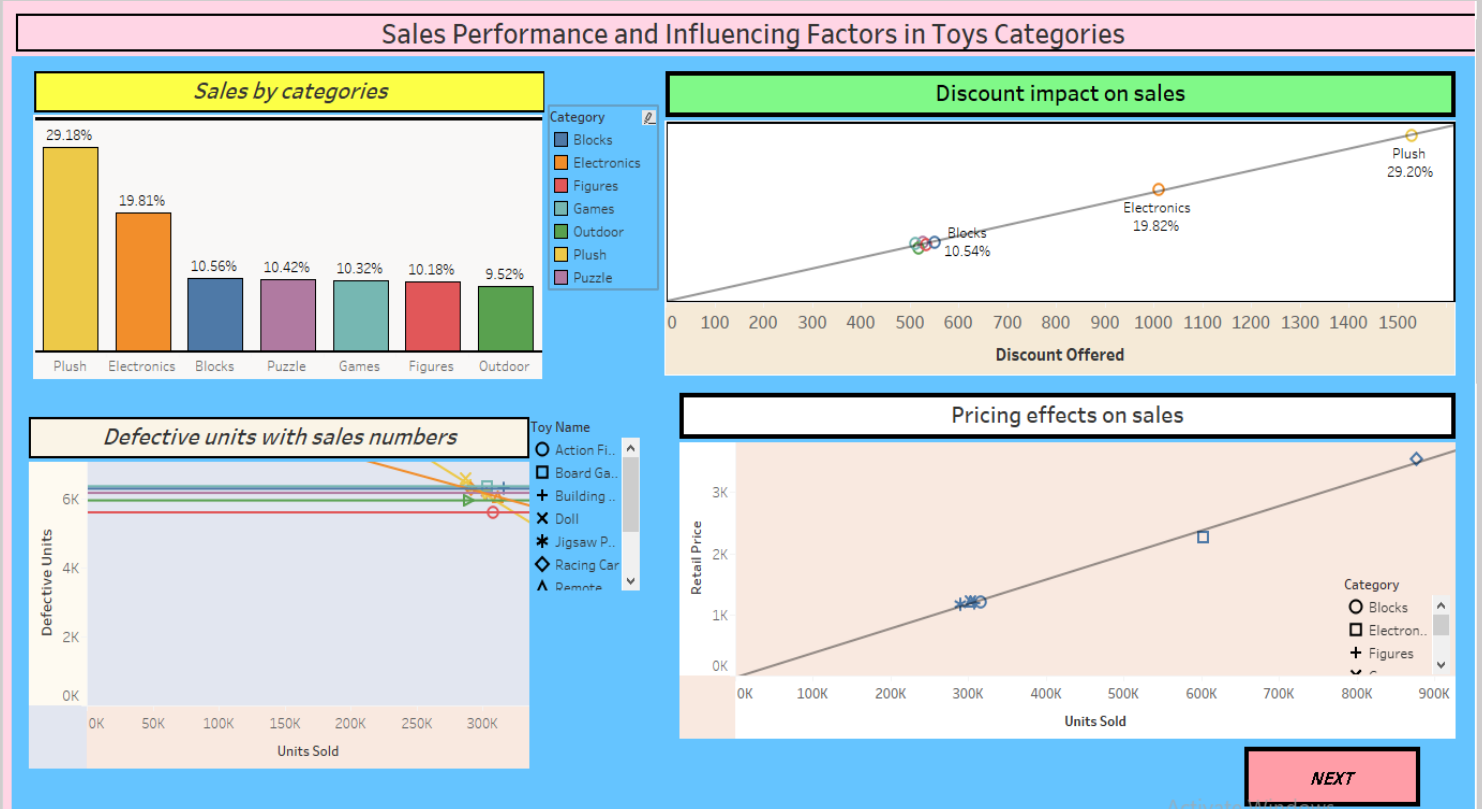 Sales Performance and Influencing Factors in Toys Categories
Sales by categories
29.18%
19.81%
10.56%
10.42%
10.32%
10.18%
9.52%
Plush
Electronics
Blocks
Puzzle
Games
Figures
Outdoor
Category
Blocks
Electronics
Figures
Games
Outdoor
Plush
Puzzle
Discount impact on sales
Plush
29.20%
Electronics
19.82%
Blocks
10.54%
0 100 200 300 400 500 600 700 800 900 1000 1100 1200 1300 1400 1500
Discount Offered
Defective units with sales numbers
Defective Units
6K
4K
2K
0K
0K 50K 100K 150K 200K 250K 300K
Units Sold
Toy Name
Action Fi..
Board Ga..
Building ..
Doll
Jigsaw P..
Racing Car
Remote
Pricing effects on sales
Retail Price
3K
2K
1K
0K
0K 100K 200K 300K 400K 500K 600K 700K 800K 900K
Units Sold
Category
Blocks
Electron..
Figures
NEXT
Activate Windows